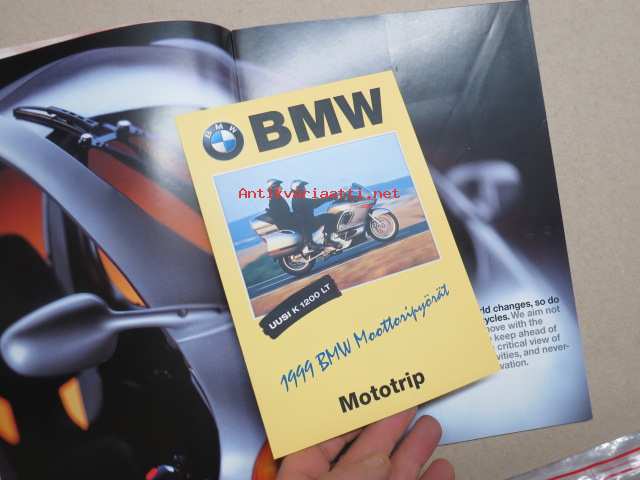 BMW
BMW
Antikvariaatti.net
UUSI K 1200 LT
1999 BMW Moottoripyörät
Mototrip
ld changes, so do
ycles. We aim not
nove with the
keep ahead of
critical view of
vities, and never-
vation.